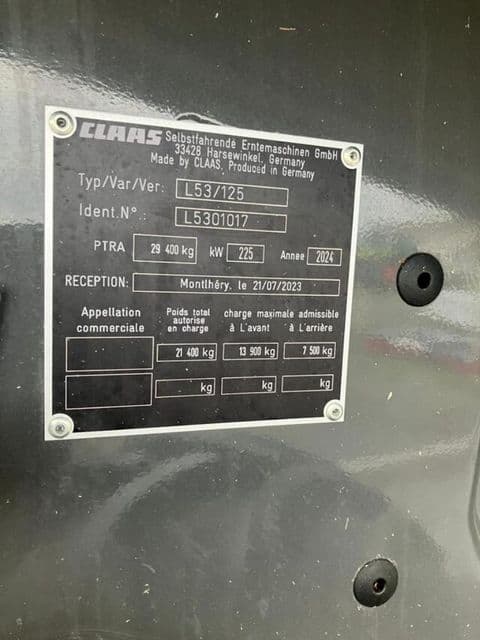 CLAAS Selbstfahrende Erntemaschinen GmbH
33428 Harsewinkel, Germany
Made by CLAAS, Produced in Germany
Typ/Var/Ver: L53/125
Ident.N°.: L5301017
PTRA 29 400 kg kW 225 Annee 2024
RECEPTION: Montlhéry, le 21/07/2023
Appellation commerciale
Poids total autorise en charge
charge maximale admissible
à L'avant à L'arrière
21 400 kg 13 900 kg 7 500 kg
kg kg kg